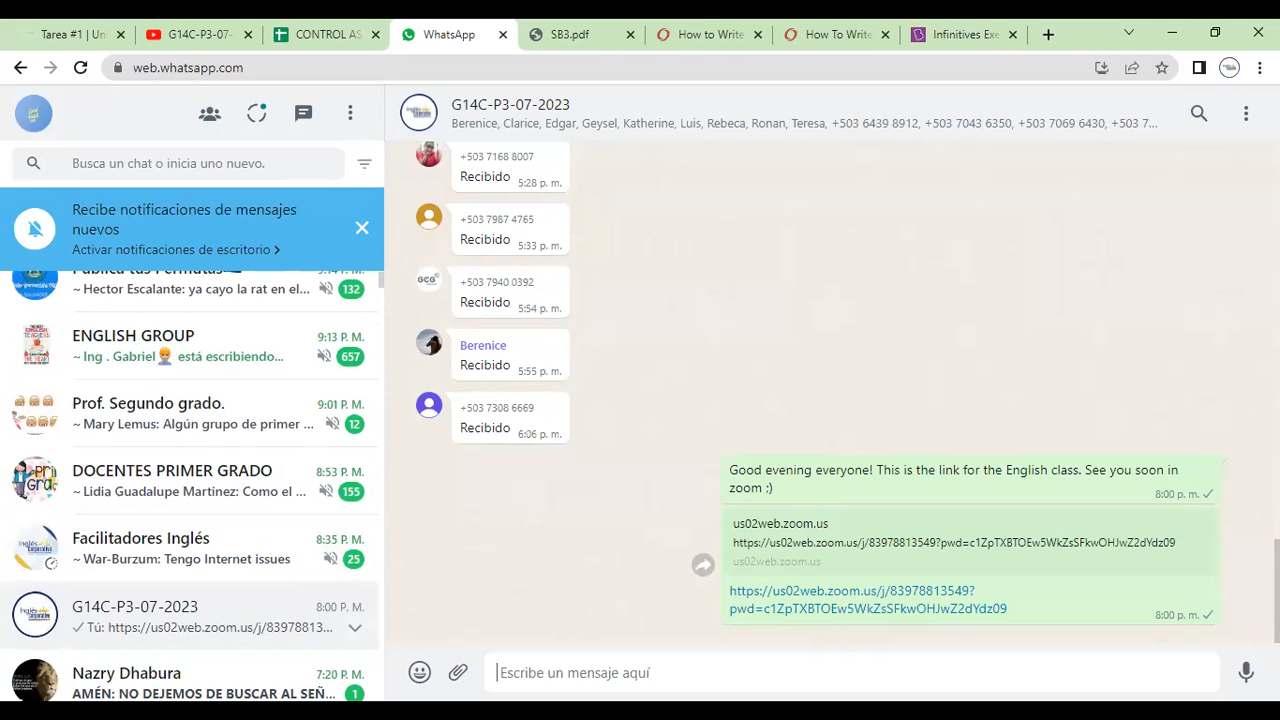 Tarea #1 | Un
G14C-P3-07-
CONTROL AS
WhatsApp
SB3.pdf
How to Write
How To Write
Infinitives Exe
web.whatsapp.com
Busca un chat o inicia uno nuevo.
Recibe notificaciones de mensajes
nuevos
Activar notificaciones de escritorio >
Publica tus Permutas
9:14 P. M.
~ Hector Escalante: ya cayo la rat en el...
132
ENGLISH GROUP
9:13 P. M.
~ Ing . Gabriel👷 está escribiendo...
657
Prof. Segundo grado.
9:01 P. M.
~ Mary Lemus: Algún grupo de primer ...
12
DOCENTES PRIMER GRADO
8:53 P. M.
~ Lidia Guadalupe Martinez: Como el ...
155
Facilitadores Inglés
8:35 P. M.
~ War-Burzum: Tengo Internet issues
25
G14C-P3-07-2023
8:00 P. M.
Tú: https://us02web.zoom.us/j/83978813...
Nazry Dhabura
7:20 P. M.
AMÉN: NO DEJEMOS DE BUSCAR AL SEÑ...
1
G14C-P3-07-2023
Berenice, Clarice, Edgar, Geysel, Katherine, Luis, Rebeca, Ronan, Teresa, +503 6439 8912, +503 7043 6350, +503 7069 6430, +503 7...
+503 7168 8007
Recibido 5:28 p. m.
+503 7987 4765
Recibido 5:33 p. m.
GCG
+503 7940 0392
Recibido 5:54 p. m.
Berenice
Recibido 5:55 p. m.
+503 7308 6669
Recibido 6:06 p. m.
Good evening everyone! This is the link for the English class. See you soon in
zoom ;)
8:00 p. m.
us02web.zoom.us
https://us02web.zoom.us/j/83978813549?pwd=c1ZpTXBTOEw5WkZsSFkwOHJwZ2dYdz09
us02web.zoom.us
https://us02web.zoom.us/j/83978813549?
pwd=c1ZpTXBTOEw5WkZsSFkwOHJwZ2dYdz09
8:00 p. m.
Escribe un mensaje aquí